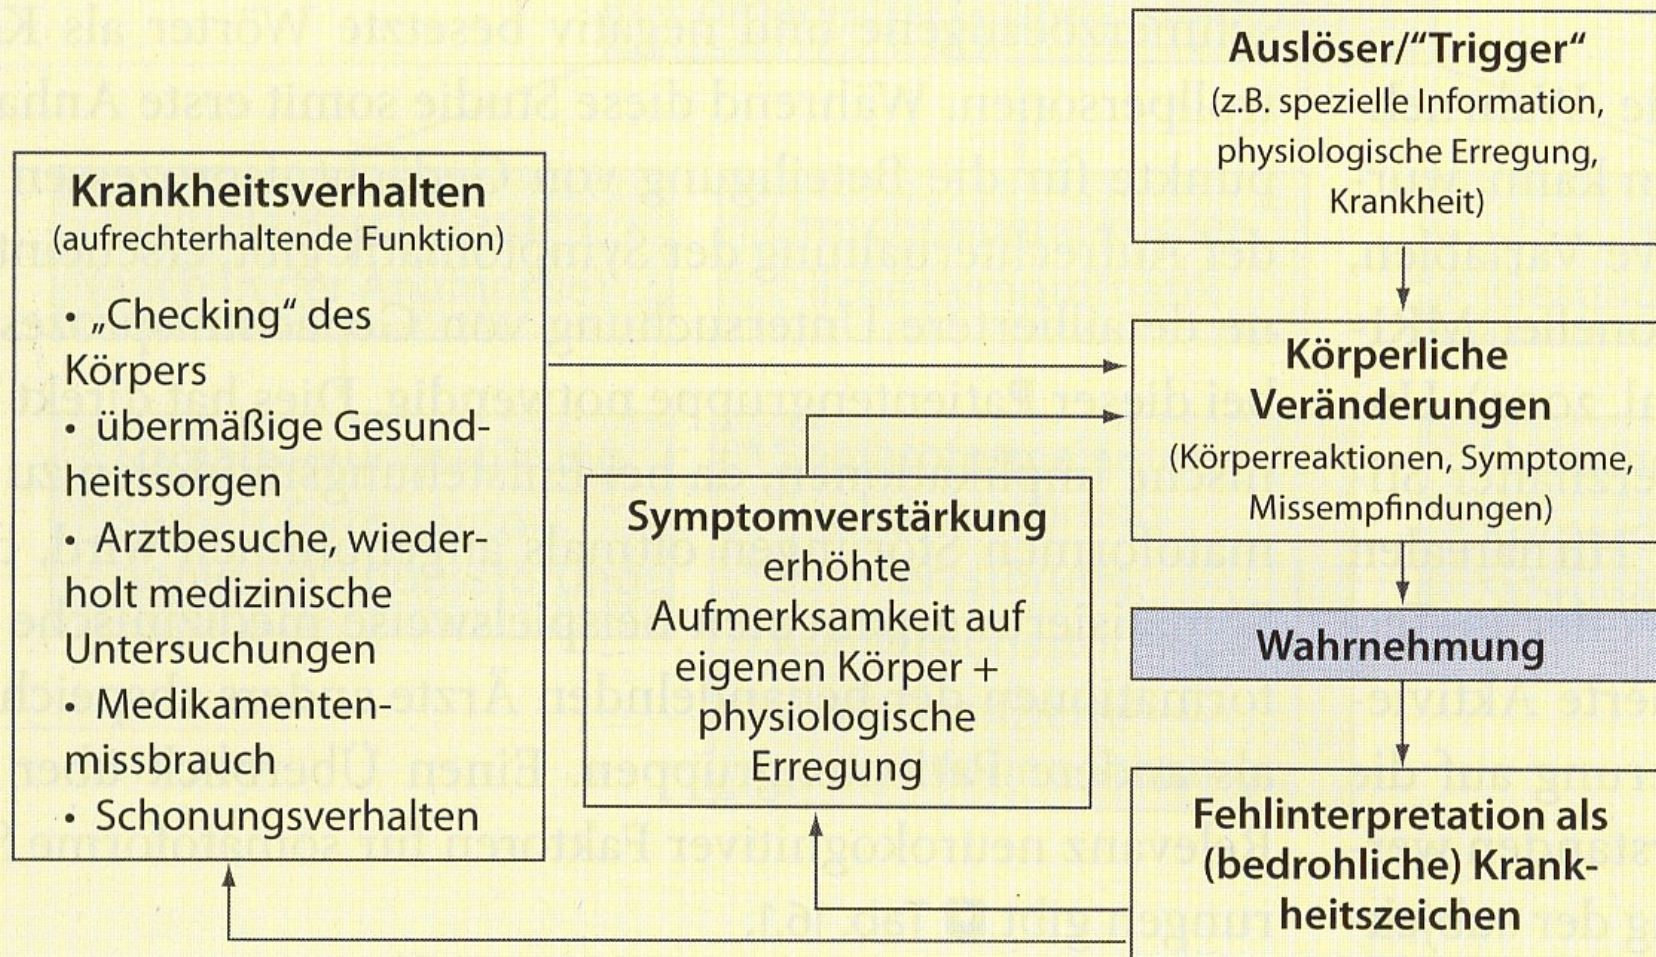 Auslöser/“Trigger“
(z.B. spezielle Information,
physiologische Erregung,
Krankheit)
Krankheitsverhalten
(aufrechterhaltende Funktion)
• „Checking“ des
Körpers
• übermäßige Gesund-
heitssorgen
• Arztbesuche, wieder-
holt medizinische
Untersuchungen
• Medikamenten-
missbrauch
• Schonungsverhalten
Symptomverstärkung
erhöhte
Aufmerksamkeit auf
eigenen Körper +
physiologische
Erregung
Körperliche
Veränderungen
(Körperreaktionen, Symptome,
Missempfindungen)
Wahrnehmung
Fehlinterpretation als
(bedrohliche) Krank-
heitszeichen